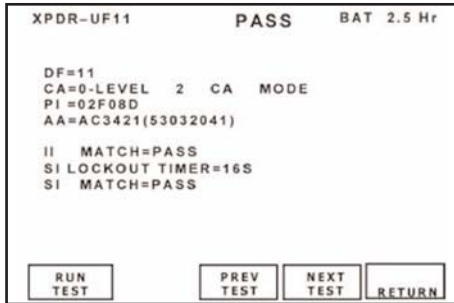 XPDR-UF11 PASS BAT 2.5 Hr
DF=11
CA=0-LEVEL 2 CA MODE
PI =02F08D
AA=AC3421(53032041)
II MATCH=PASS
SI LOCKOUT TIMER=16S
SI MATCH=PASS
RUN TEST
PREV TEST
NEXT TEST
RETURN